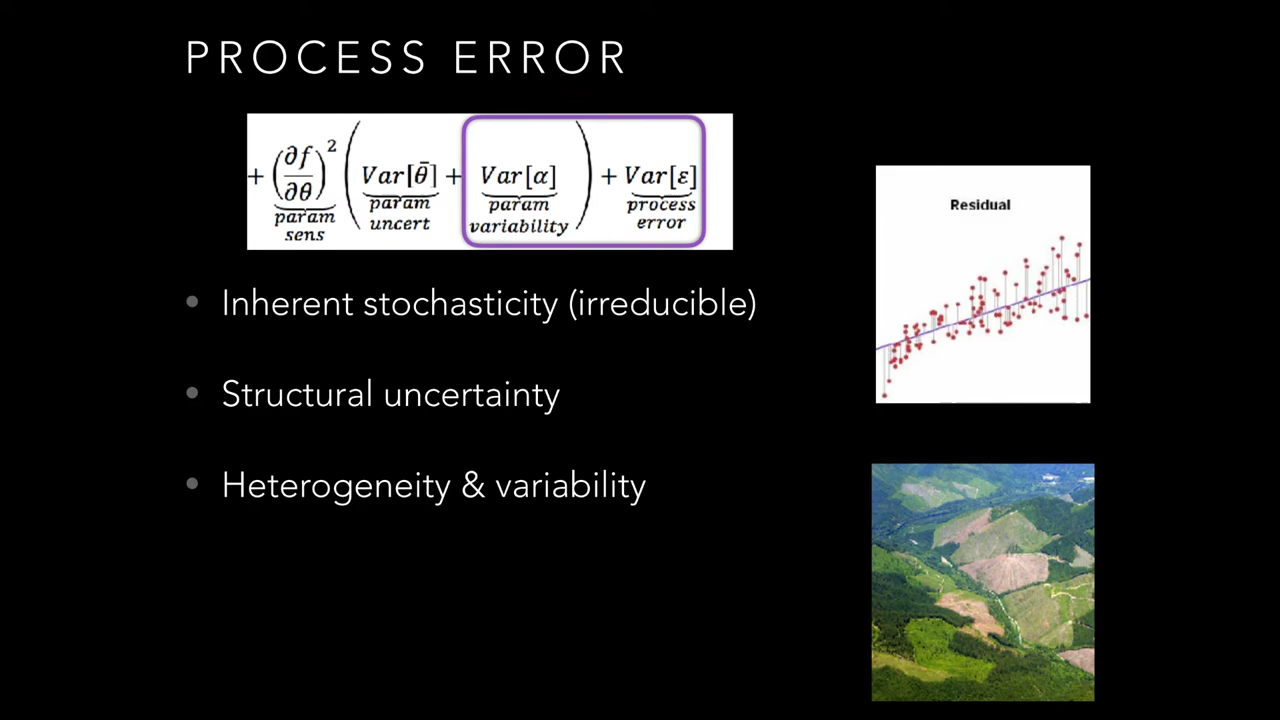 PROCESS ERROR
+ (∂f/∂θ)² (Var[θ̄] + Var[α]) + Var[ε]
param sens
param uncert
param variability
process error
Residual
• Inherent stochasticity (irreducible)
• Structural uncertainty
• Heterogeneity & variability